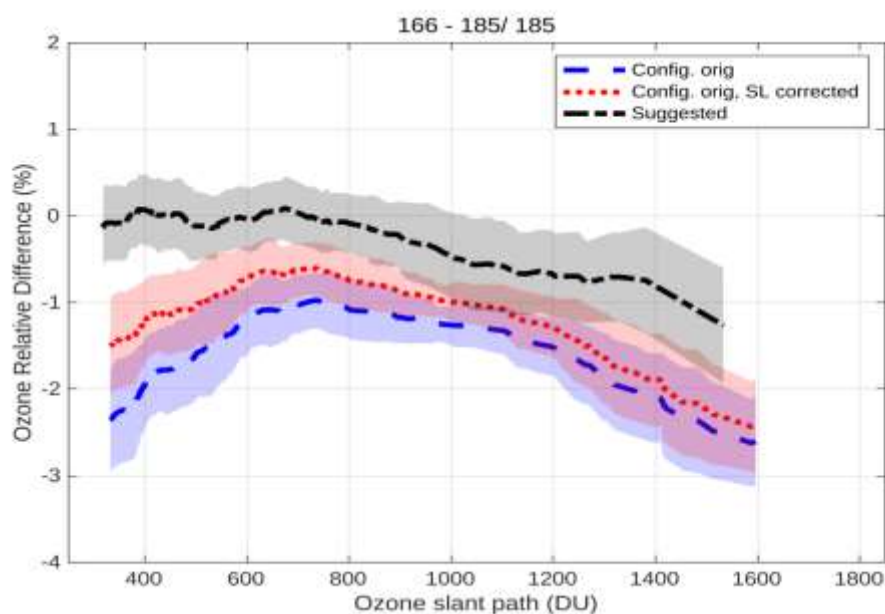 166 - 185/ 185
Config. orig
Config. orig, SL corrected
Suggested
Ozone Relative Difference (%)
2
1
0
-1
-2
-3
-4
400 600 800 1000 1200 1400 1600 1800
Ozone slant path (DU)